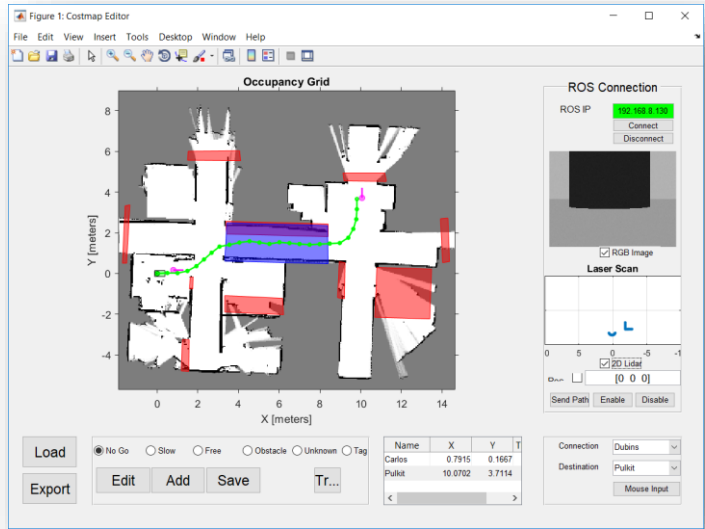 Figure 1: Costmap Editor
File Edit View Insert Tools Desktop Window Help
Occupancy Grid
8
6
4
2
0
-2
-4
Y [meters]
0 2 4 6 8 10 12 14
X [meters]
ROS Connection
ROS IP 192.168.8.130
Connect
Disconnect
RGB Image
Laser Scan
0 5 0 -5 -1
2D Lidar
[0 0 0]
Send Path Enable Disable
Load
Export
No Go Slow Free Obstacle Unknown Tag
Edit Add Save Tr...
Name X Y T
Carlos 0.7915 0.1667
Pulkit 10.0702 3.7114
Connection Dubins
Destination Pulkit
Mouse Input